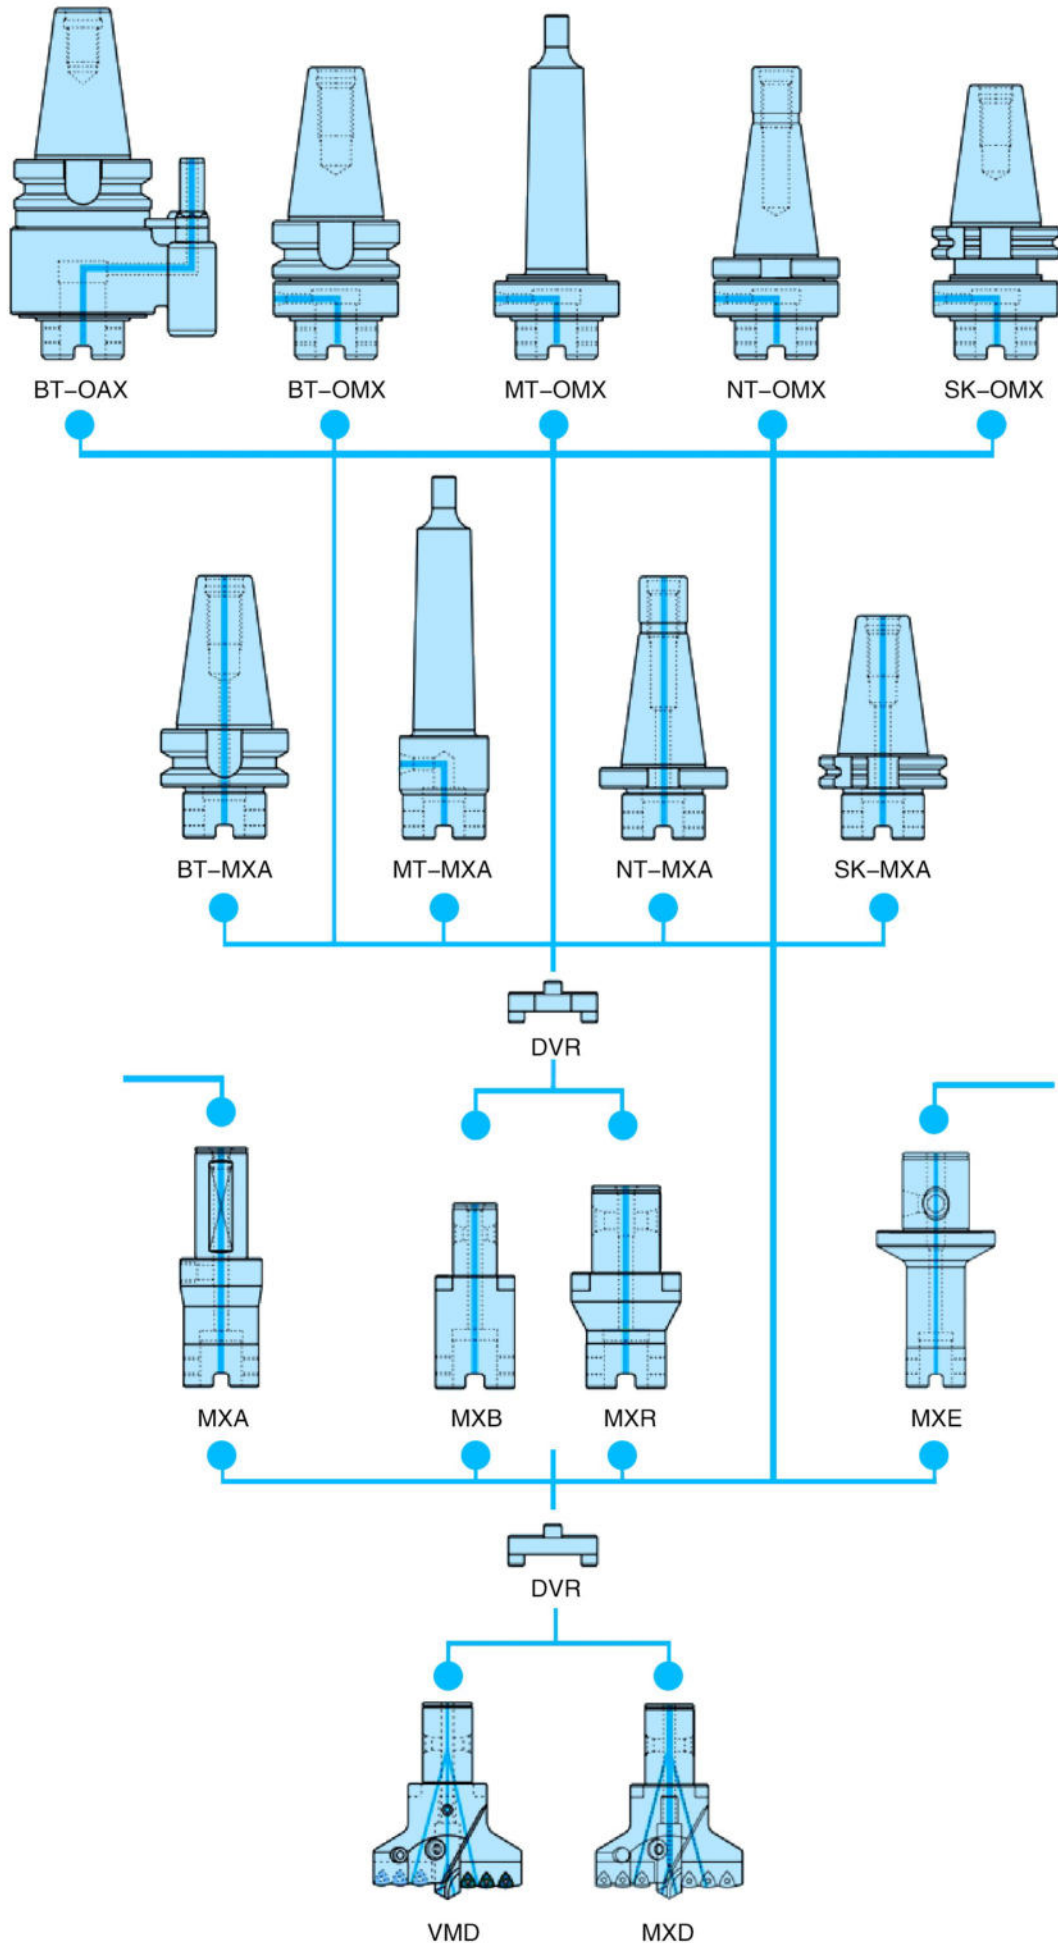 BT–OAX BT–OMX MT–OMX NT–OMX SK–OMX
BT–MXA MT–MXA NT–MXA SK–MXA
DVR
MXA MXB MXR MXE
DVR
VMD MXD